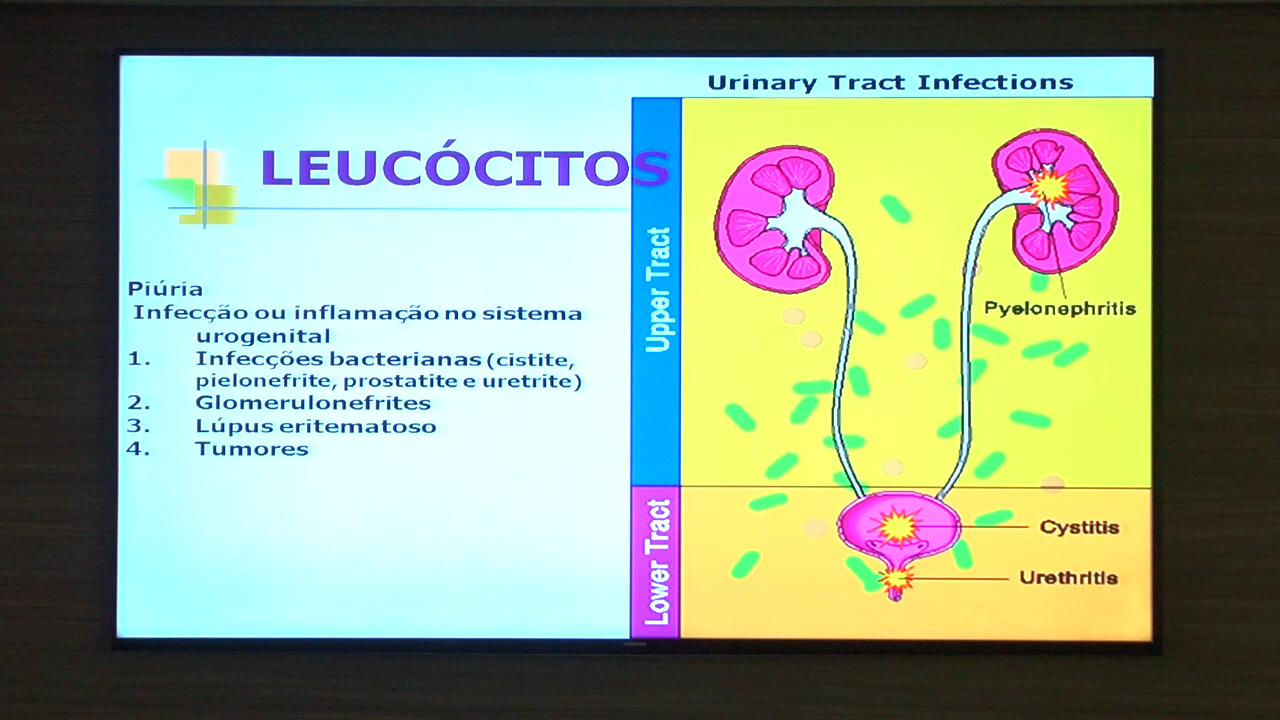 Urinary Tract Infections
LEUCÓCITOS
Piúria
Infecção ou inflamação no sistema
urogenital
1. Infecções bacterianas (cistite,
pielonefrite, prostatite e uretrite)
2. Glomerulonefrites
3. Lúpus eritematoso
4. Tumores
Upper Tract
Lower Tract
Pyelonephritis
Cystitis
Urethritis